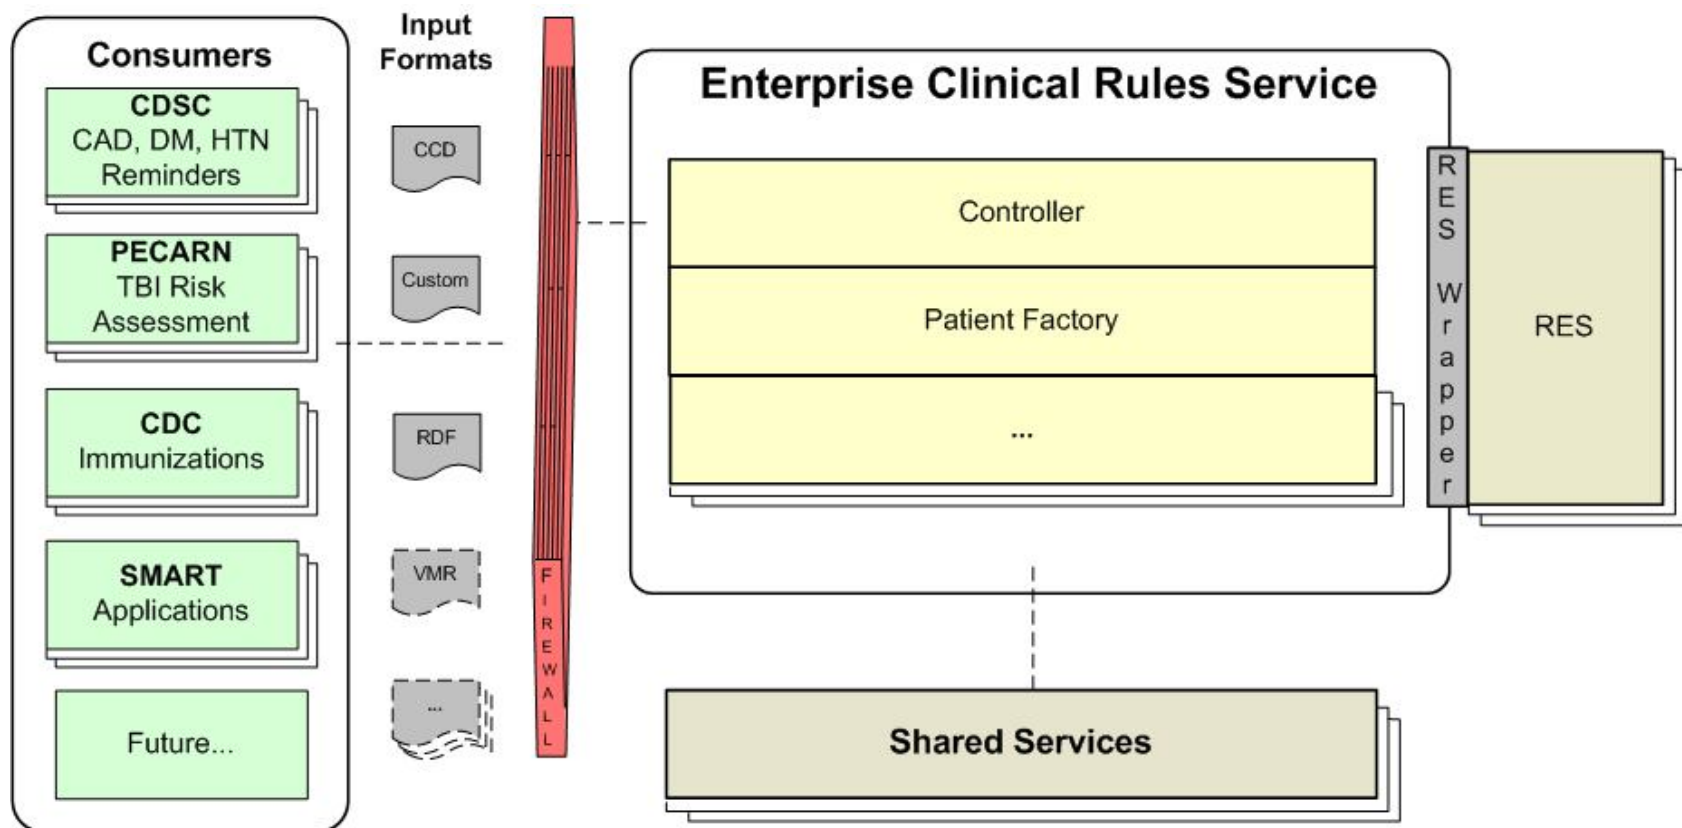 Consumers
CDSC
CAD, DM, HTN
Reminders
PECARN
TBI Risk
Assessment
CDC
Immunizations
SMART
Applications
Future...
Input
Formats
CCD
Custom
RDF
VMR
...
FIREWALL
Enterprise Clinical Rules Service
Controller
Patient Factory
...
RES Wrapper
RES
Shared Services